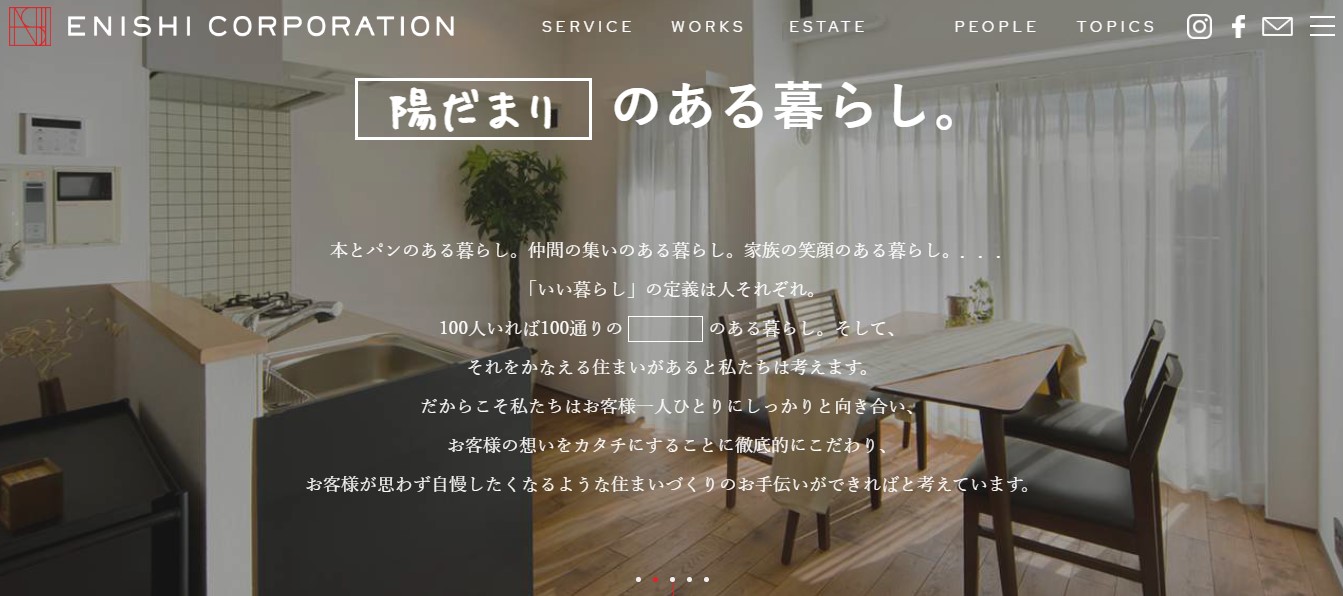 ENISHI CORPORATION
SERVICE WORKS ESTATE PEOPLE TOPICS
陽だまり のある暮らし。
本とパンのある暮らし。仲間の集いのある暮らし。家族の笑顔のある暮らし。. . .
「いい暮らし」の定義は人それぞれ。
100人いれば100通りの のある暮らし。そして、
それをかなえる住まいがあると私たちは考えます。
だからこそ私たちはお客様一人ひとりにしっかりと向き合い、
お客様の想いをカタチにすることに徹底的にこだわり、
お客様が思わず自慢したくなるような住まいづくりのお手伝いができればと考えています。